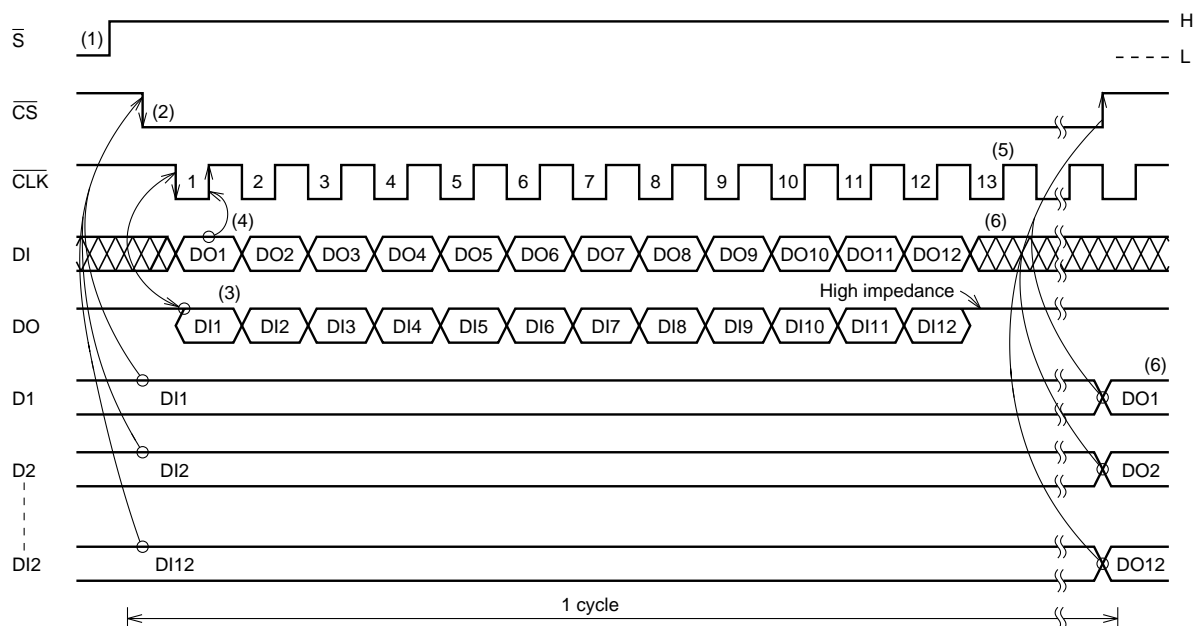 S̅ (1) H
L
C̅S̅ (2)
C̅L̅K̅ 1 2 3 4 5 6 7 8 9 10 11 12 13 (5)
(4) (6)
DI DO1 DO2 DO3 DO4 DO5 DO6 DO7 DO8 DO9 DO10 DO11 DO12
(3) High impedance
DO DI1 DI2 DI3 DI4 DI5 DI6 DI7 DI8 DI9 DI10 DI11 DI12
(6)
D1 DI1 DO1
D2 DI2 DO2
DI2 DI12 DO12
1 cycle